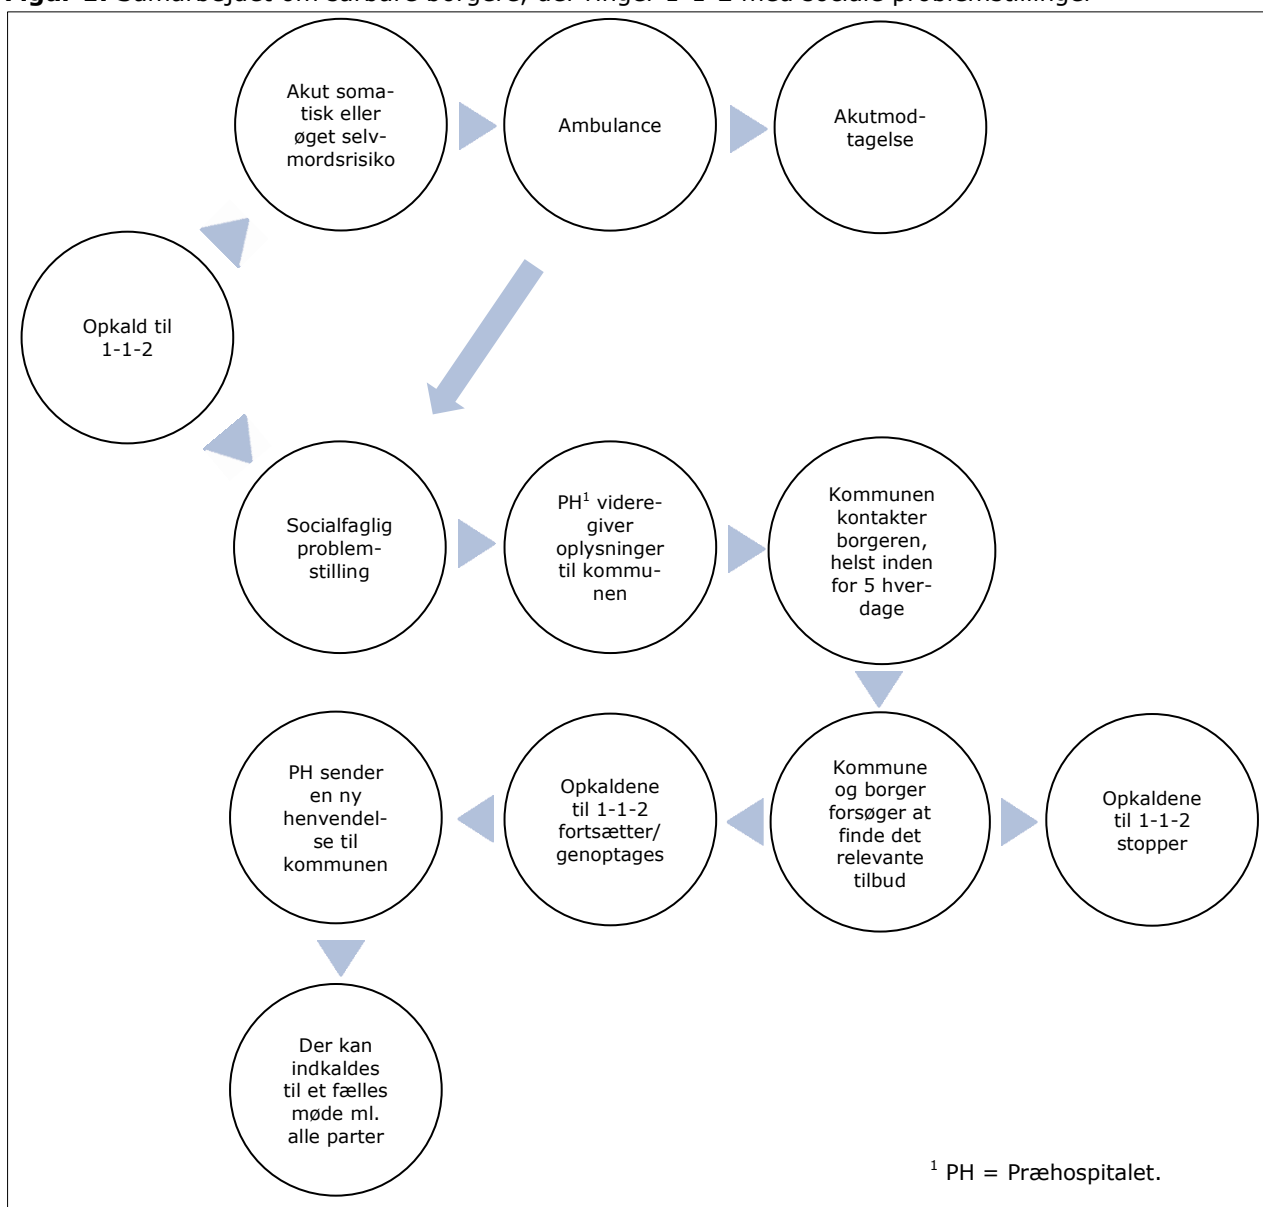 Akut soma-
tisk eller
øget selv-
mordsrisiko
Ambulance
Akutmod-
tagelse
Opkald til
1-1-2
Socialfaglig
problem-
stilling
PH¹ videre-
giver
oplysninger
til kommu-
nen
Kommunen
kontakter
borgeren,
helst inden
for 5 hver-
dage
PH sender
en ny
henvendel-
se til
kommunen
Opkaldene
til 1-1-2
fortsætter/
genoptages
Kommune
og borger
forsøger at
finde det
relevante
tilbud
Opkaldene
til 1-1-2
stopper
Der kan
indkaldes
til et fælles
møde ml.
alle parter
¹ PH = Præhospitalet.